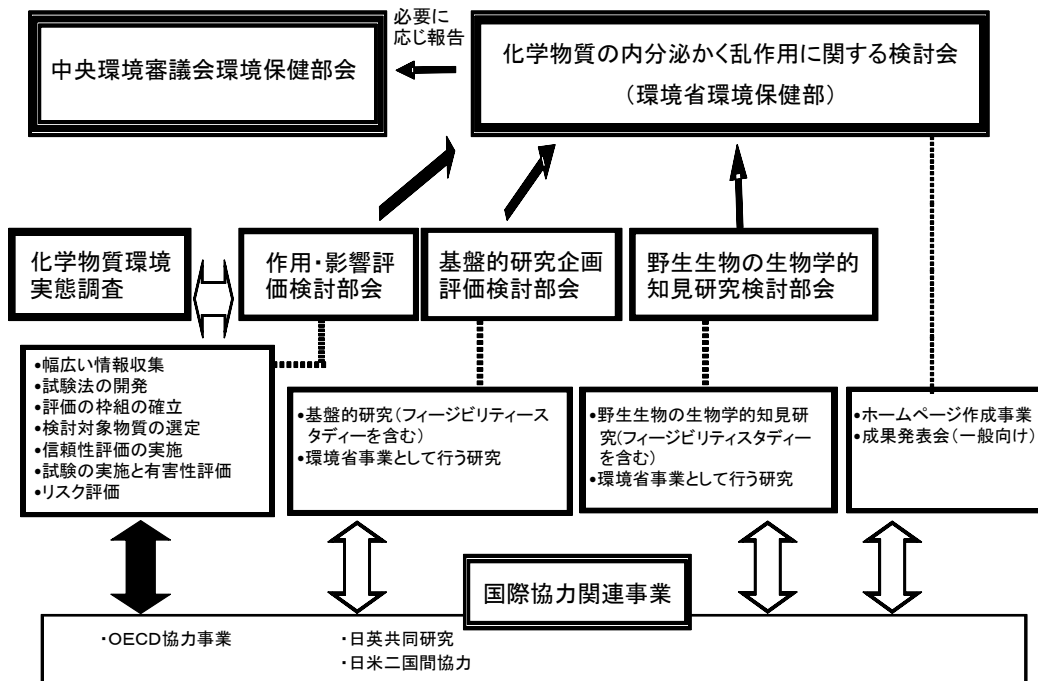 必要に
応じ報告
中央環境審議会環境保健部会
化学物質の内分泌かく乱作用に関する検討会
（環境省環境保健部）
化学物質環境
実態調査
作用・影響評
価検討部会
基盤的研究企画
評価検討部会
野生生物の生物学的
知見研究検討部会
•幅広い情報収集
•試験法の開発
•評価の枠組の確立
•検討対象物質の選定
•信頼性評価の実施
•試験の実施と有害性評価
•リスク評価
•基盤的研究（フィージビリティース
タディーを含む）
•環境省事業として行う研究
•野生生物の生物学的知見研
究(フィージビリティスタディー
を含む）
•環境省事業として行う研究
•ホームページ作成事業
•成果発表会（一般向け）
国際協力関連事業
・OECD協力事業
・日英共同研究
・日米二国間協力